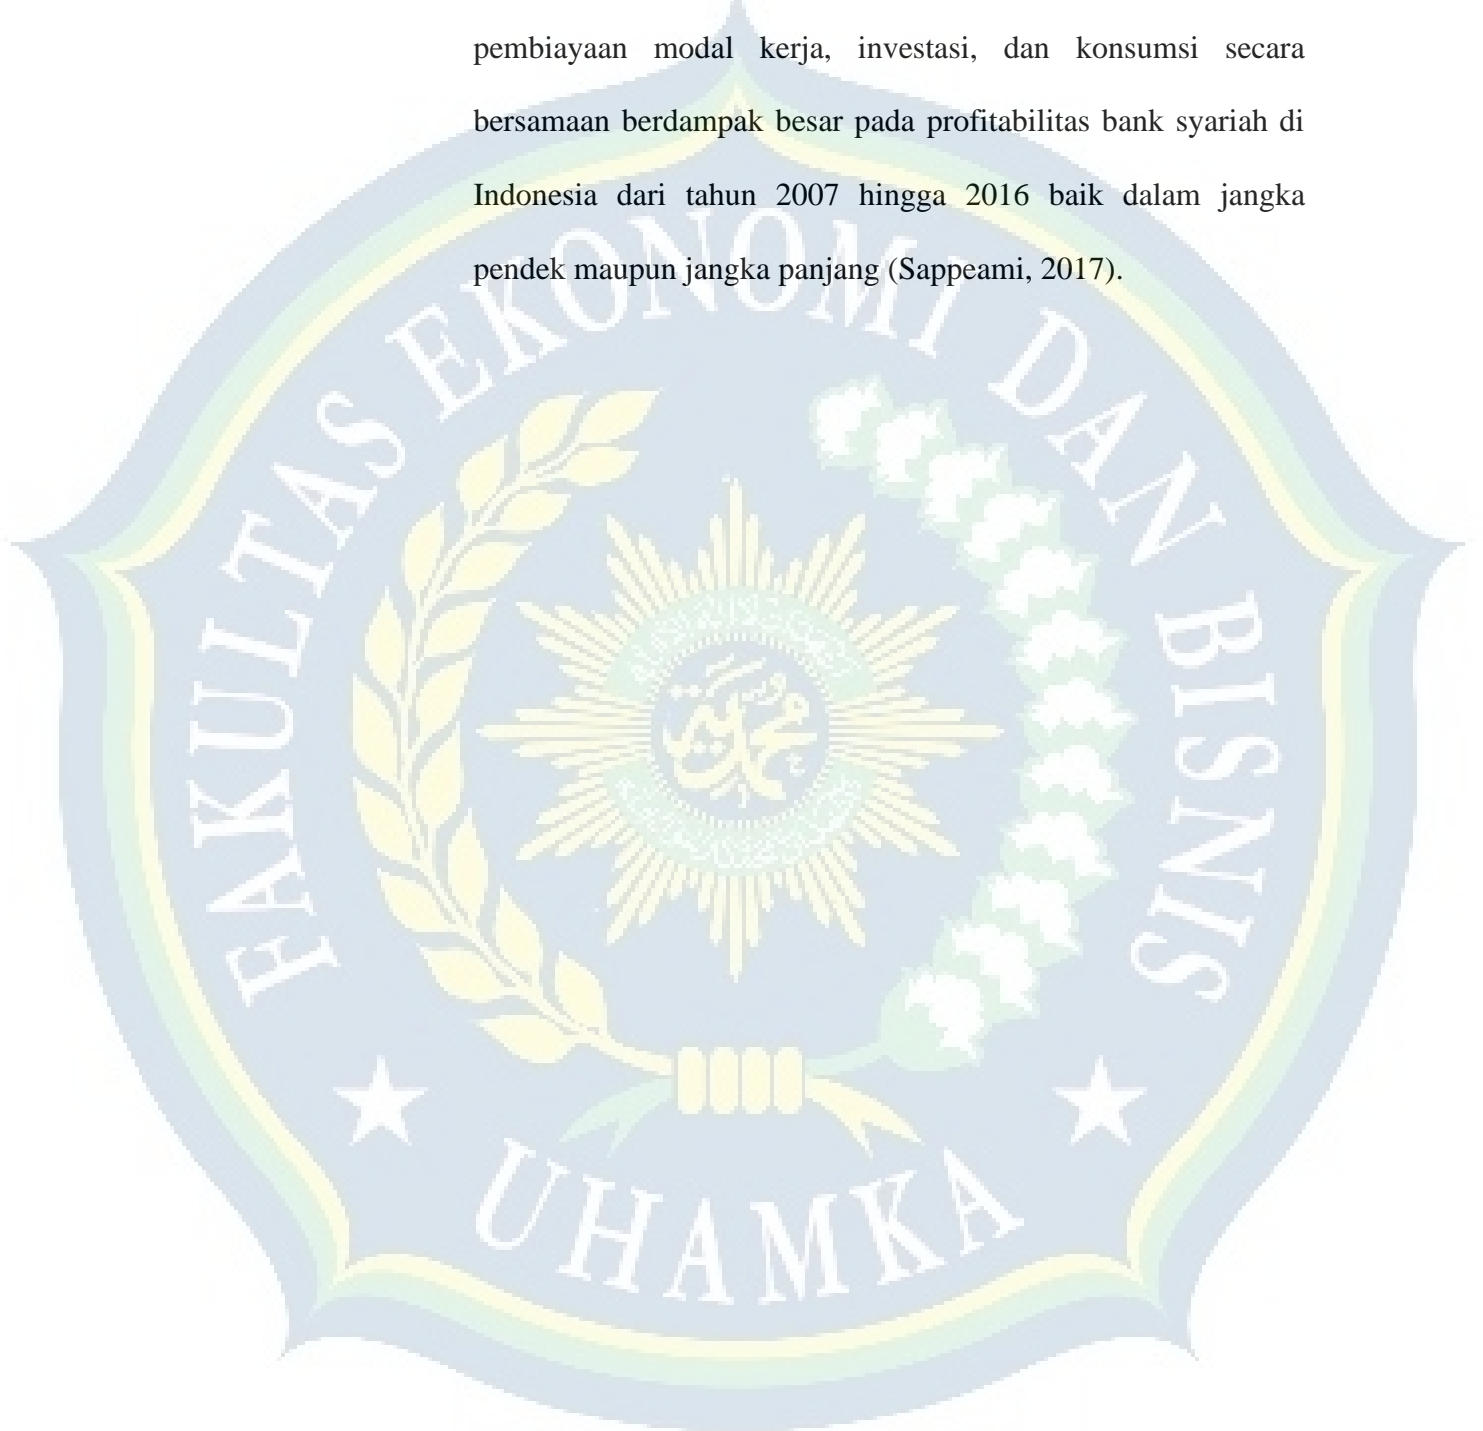 pembiayaan modal kerja, investasi, dan konsumsi secara
bersamaan berdampak besar pada profitabilitas bank syariah di
Indonesia dari tahun 2007 hingga 2016 baik dalam jangka
pendek maupun jangka panjang (Sappeami, 2017).
FAKULTAS EKONOMI DAN BISNIS
UHAMKA